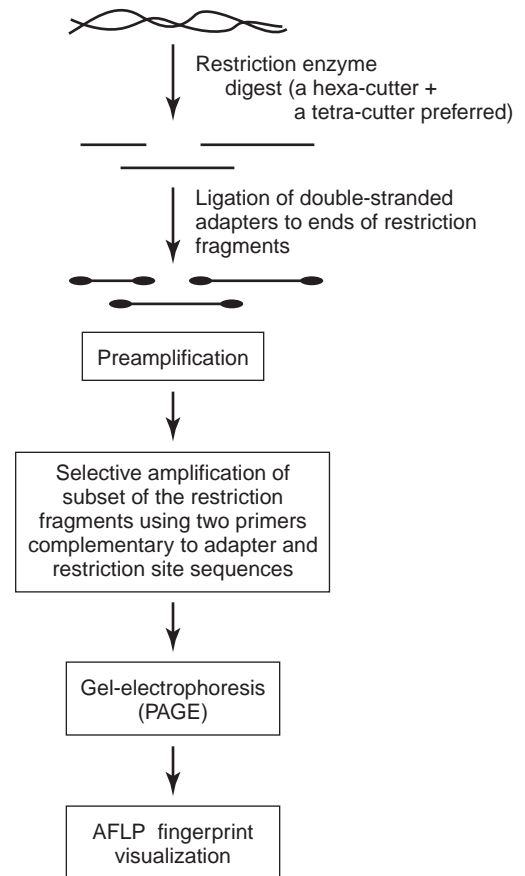 Restriction enzyme
digest (a hexa-cutter +
a tetra-cutter preferred)
Ligation of double-stranded
adapters to ends of restriction
fragments
Preamplification
Selective amplification of
subset of the restriction
fragments using two primers
complementary to adapter and
restriction site sequences
Gel-electrophoresis
(PAGE)
AFLP fingerprint
visualization